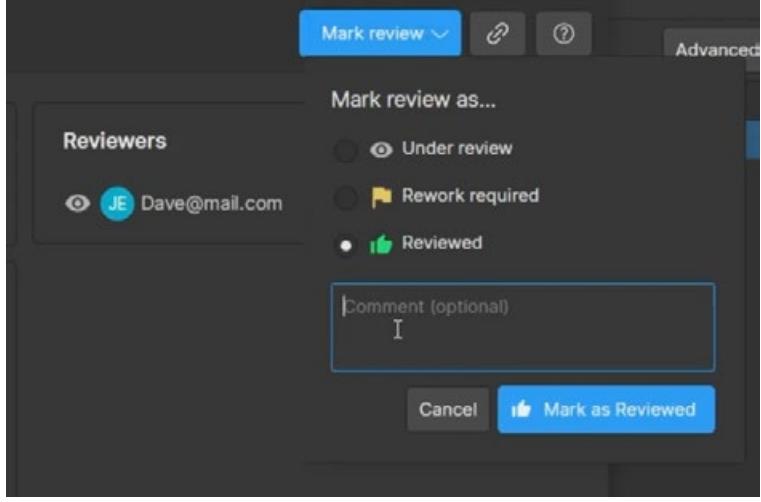 Mark review
Advanced
Mark review as...
Reviewers
Under review
JE Dave@mail.com
Rework required
Reviewed
Comment (optional)
Cancel
Mark as Reviewed